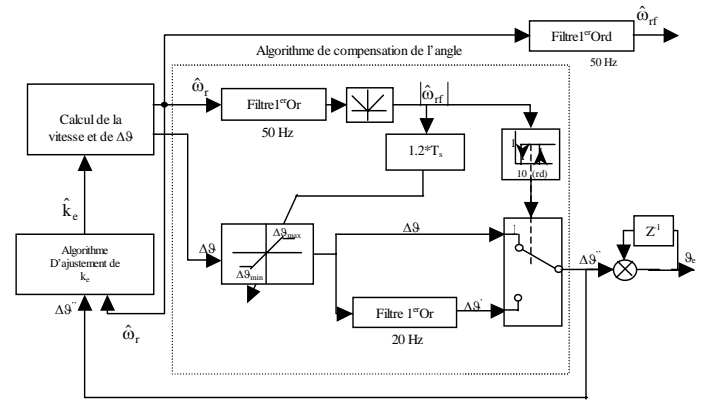 ω̂rf
Filtre1erOrd
50 Hz
Algorithme de compensation de l'angle
Calcul de la
vitesse et de Δϑ
ω̂r
Filtre1erOr
50 Hz
|ω̂rf|
1.2*Ts
1
10 (rd)
k̂e
Algorithme
D'ajustement de
ke
Δϑ
Δϑmax
Δϑmin
Δϑ
1
Z-1
Δϑ¨
ϑe
Filtre 1erOr
20 Hz
Δϑ˙
Δϑ¨
ω̂r